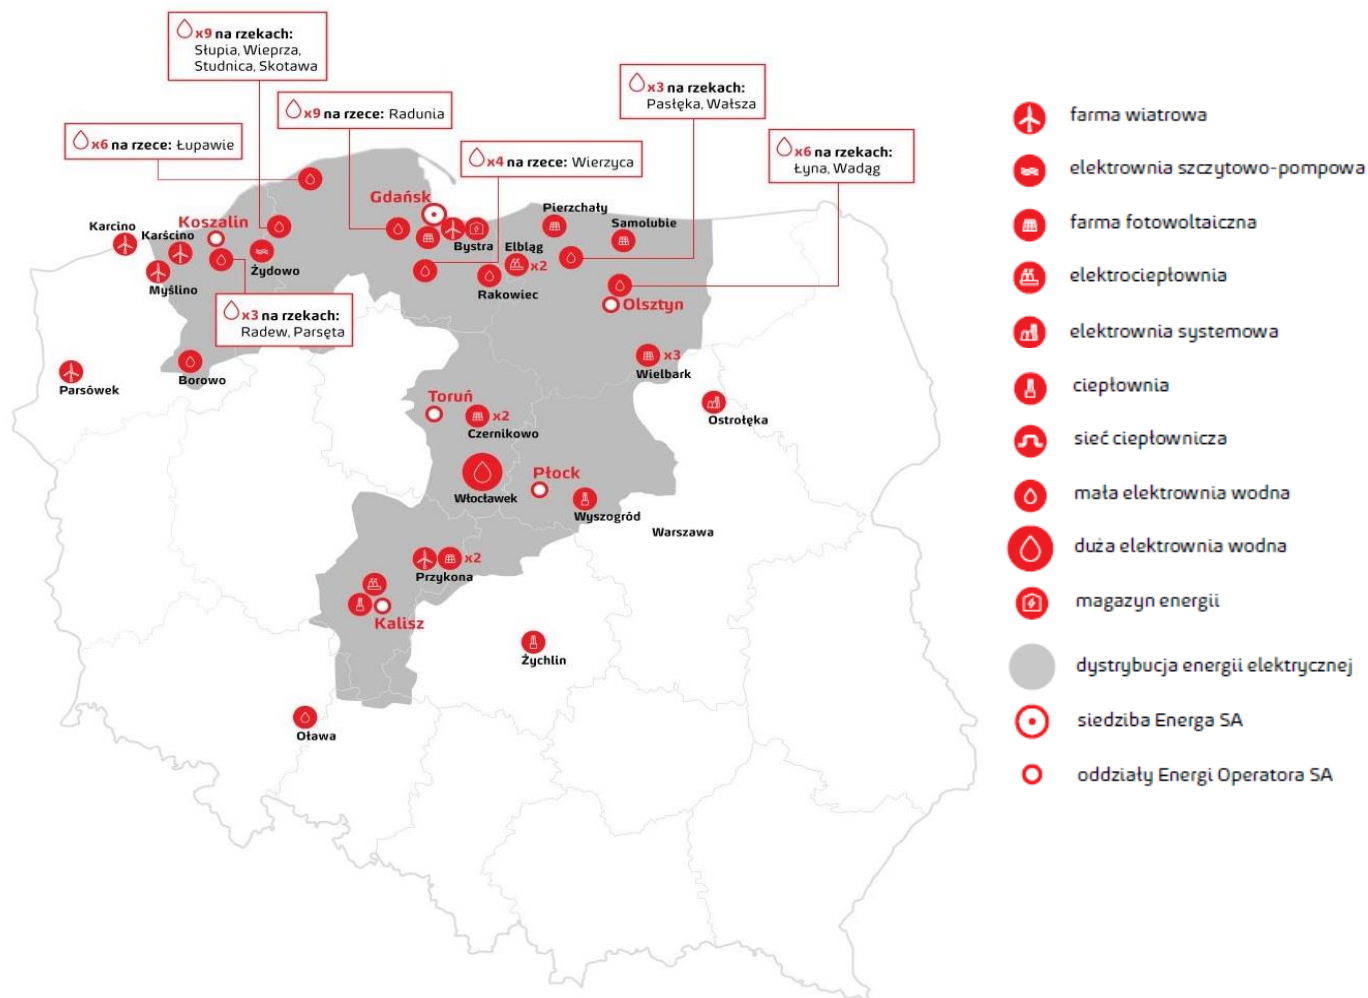 x9 na rzekach:
Słupia, Wieprza,
Studnica, Skotawa
x9 na rzece: Radunia
x6 na rzece: Łupawie
x3 na rzekach:
Pasłęka, Wałsza
x4 na rzece: Wierzyca
x6 na rzekach:
Łyna, Wadąg
Gdańsk
Koszalin
Karcino
Karścino
Myślino
Żydowo
Bystra
Elbląg
x2
Rakowiec
Pierzchały
Samolubie
Olsztyn
x3 na rzekach:
Radew, Parsęta
Parsówek
Borowo
x3
Wielbark
Ostrołęka
Toruń
x2
Czernikowo
Włocławek
Płock
Wyszogród
Warszawa
x2
Przykona
Kalisz
Żychlin
Oława
farma wiatrowa
elektrownia szczytowo-pompowa
farma fotowoltaiczna
elektrociepłownia
elektrownia systemowa
ciepłownia
sieć ciepłownicza
mała elektrownia wodna
duża elektrownia wodna
magazyn energii
dystrybucja energii elektrycznej
siedziba Energa SA
oddziały Energi Operatora SA